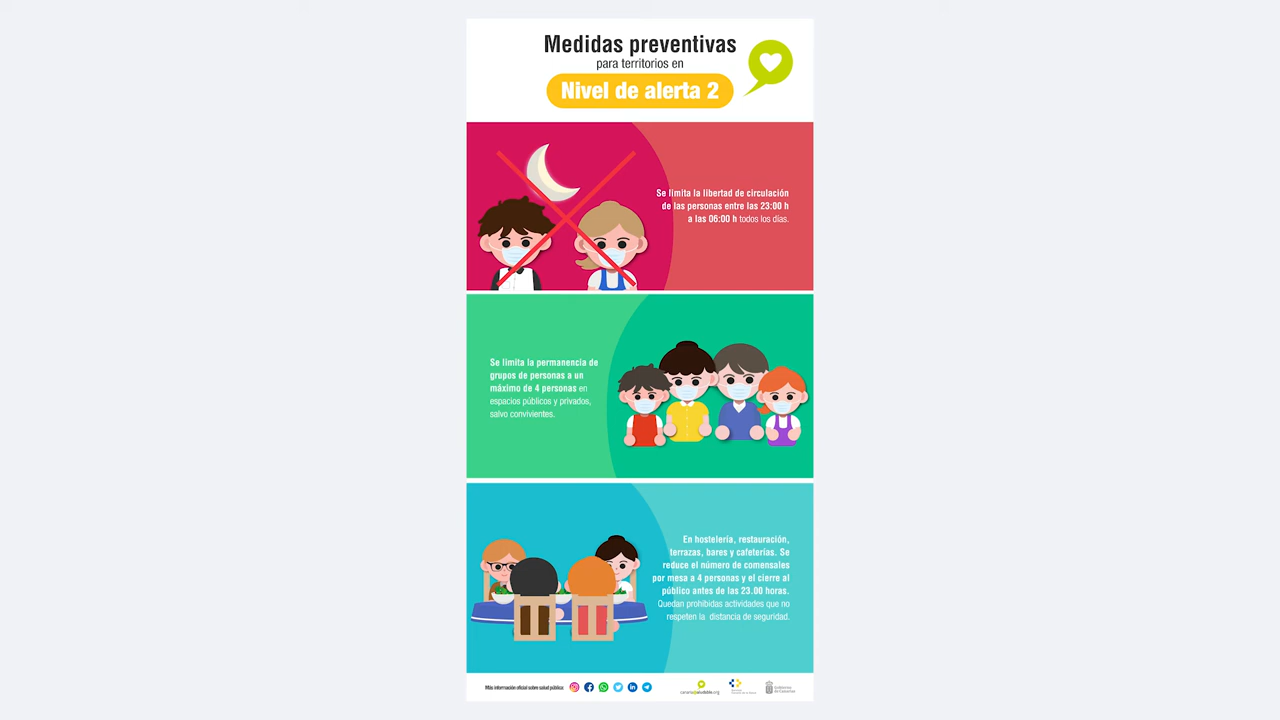 Medidas preventivas
para territorios en
Nivel de alerta 2
Se limita la libertad de circulación
de las personas entre las 23:00 h
a las 06:00 h todos los días.
Se limita la permanencia de
grupos de personas a un
máximo de 4 personas en
espacios públicos y privados,
salvo convivientes.
En hostelería, restauración,
terrazas, bares y cafeterías. Se
reduce el número de comensales
por mesa a 4 personas y el cierre al
público antes de las 23.00 horas.
Quedan prohibidas actividades que no
respeten la distancia de seguridad.
Más información oficial sobre salud pública:
canariasaludable.org
Gobierno
de Canarias